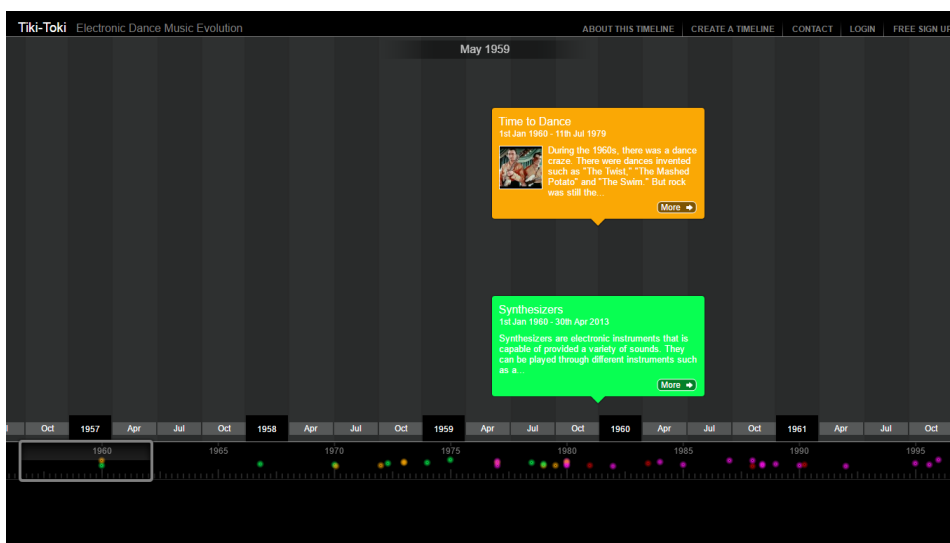 Tiki-Toki Electronic Dance Music Evolution ABOUT THIS TIMELINE CREATE A TIMELINE CONTACT LOGIN FREE SIGN UP
May 1959
Time to Dance
1st Jan 1960 - 11th Jul 1979
During the 1960s, there was a dance
craze. There were dances invented
such as "The Twist," "The Mashed
Potato" and "The Swim." But rock
was still the...
More
Synthesizers
1st Jan 1960 - 30th Apr 2013
Synthesizers are electronic instruments that is
capable of provided a variety of sounds. They
can be played through different instruments such
as a...
More
Oct 1957 Apr Jul Oct 1958 Apr Jul Oct 1959 Apr Jul Oct 1960 Apr Jul Oct 1961 Apr Jul Oct
1960 1965 1970 1975 1980 1985 1990 1995